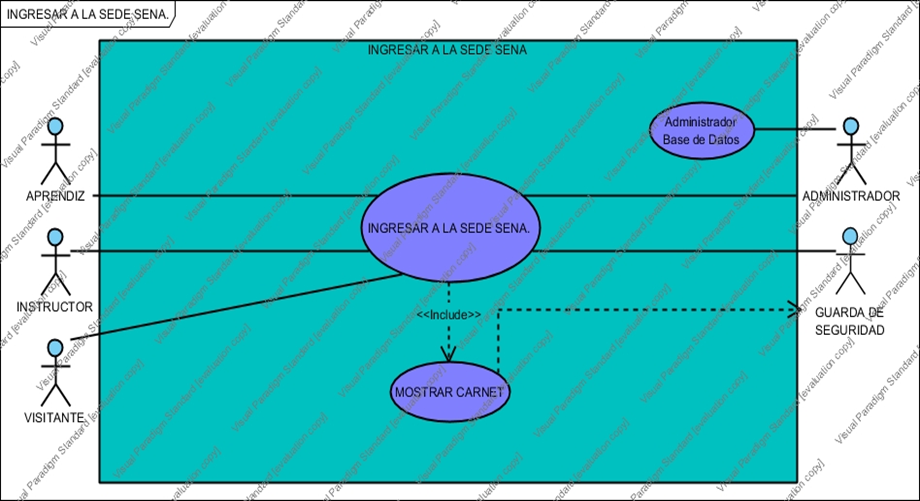 INGRESAR A LA SEDE SENA.
INGRESAR A LA SEDE SENA
Administrador
Base de Datos
APRENDIZ
ADMINISTRADOR
INGRESAR A LA SEDE SENA.
INSTRUCTOR
<<Include>>
GUARDA DE
SEGURIDAD
MOSTRAR CARNET
VISITANTE
Visual Paradigm Standard [evaluation copy]